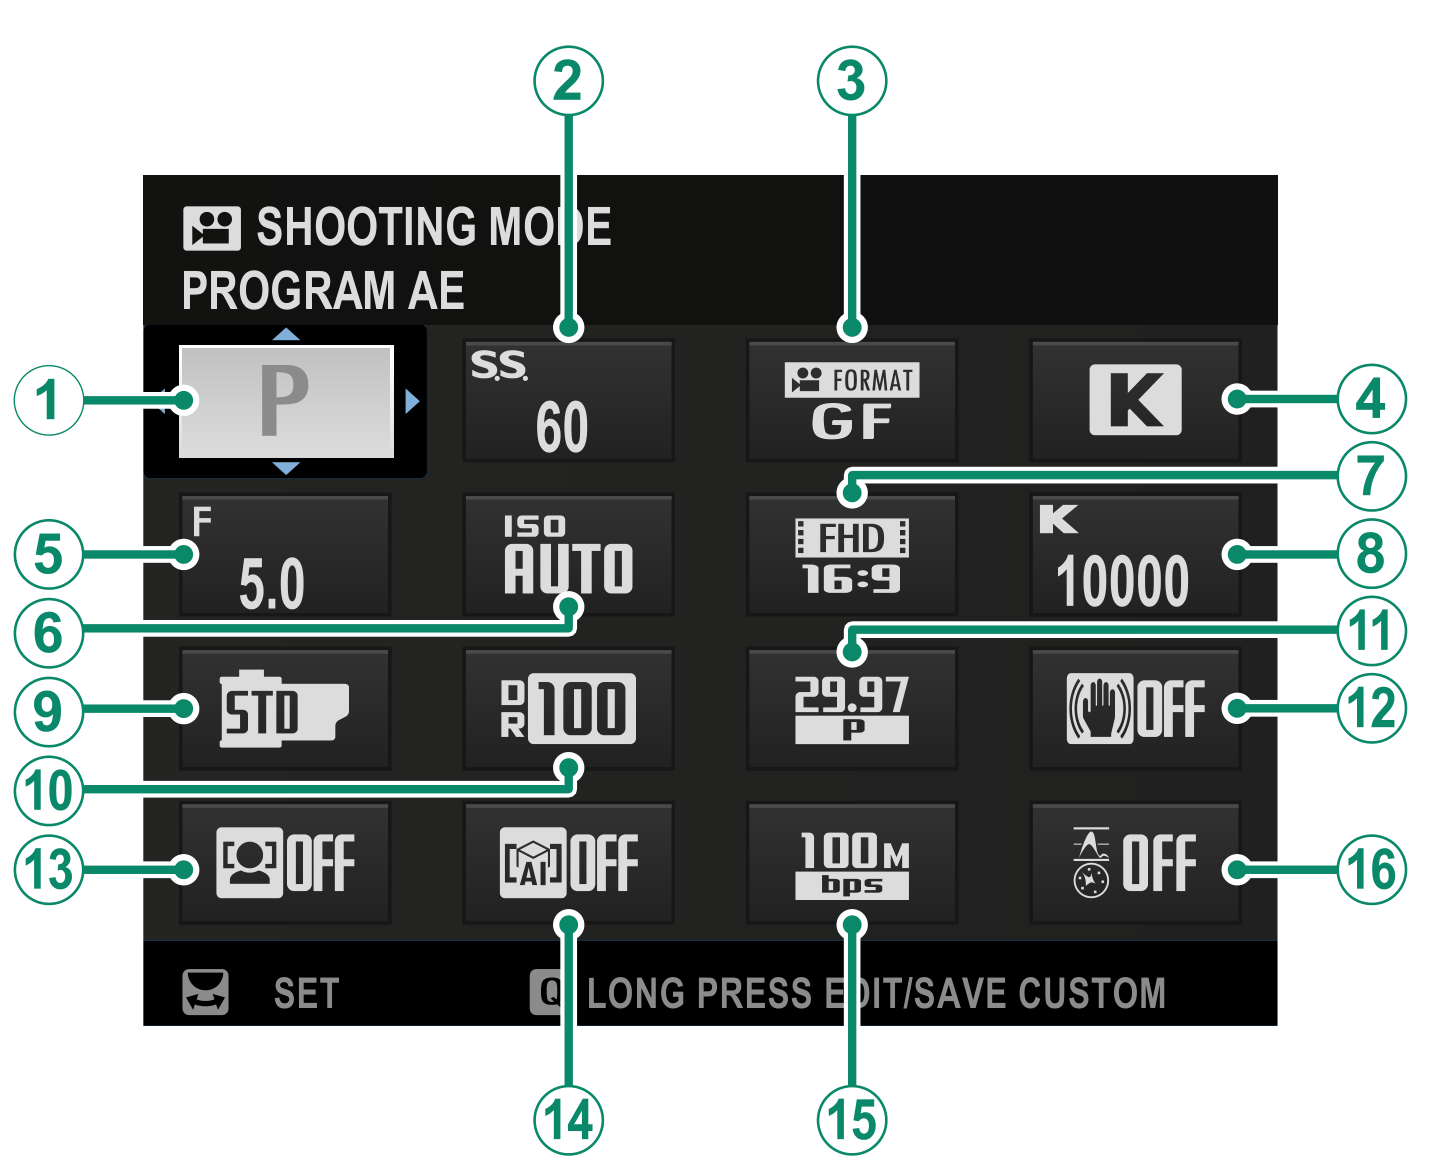 2 3
SHOOTING MODE
PROGRAM AE
1 P S.S. 60 FORMAT GF K 4
7
5 F 5.0 ISO AUTO FHD 16:9 K 10000 8
6 11
9 STD DR 100 29.97 P OFF 12
10
13 OFF AI OFF 100M bps OFF 16
SET Q LONG PRESS EDIT/SAVE CUSTOM
14 15